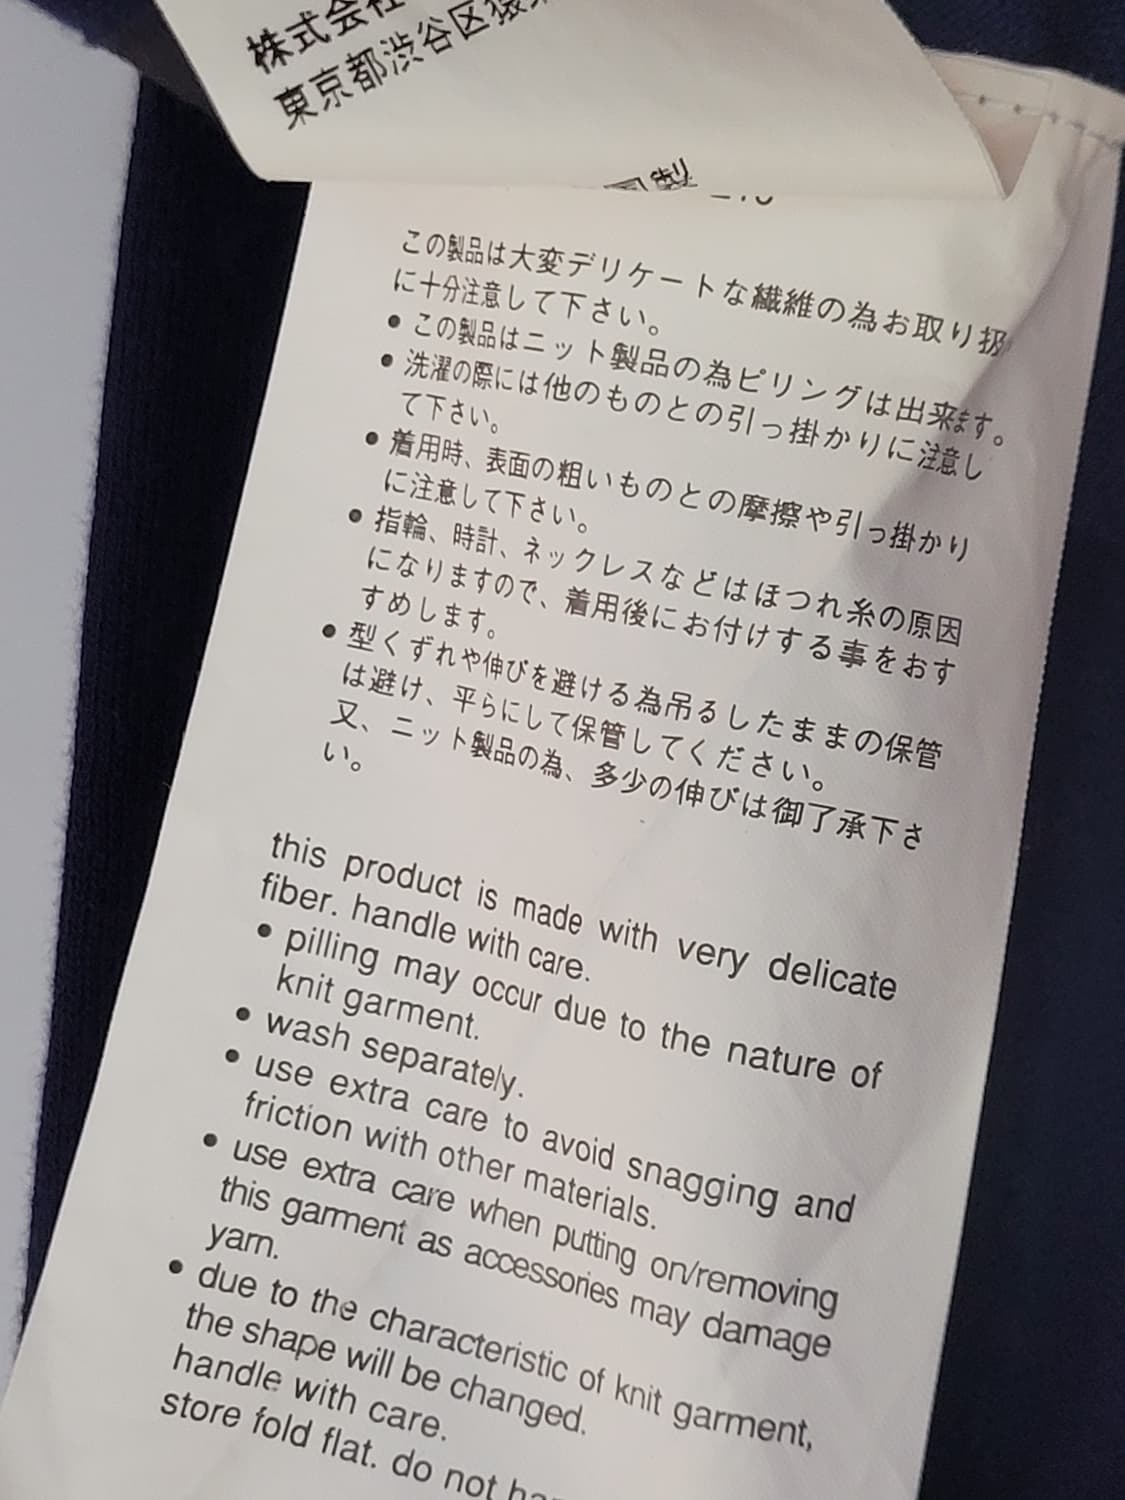 株式会社
東京都渋谷区猿
製
この製品は大変デリケートな繊維の為お取り扱
に十分注意して下さい。
● この製品はニット製品の為ピリングは出来ます。
● 洗濯の際には他のものとの引っ掛かりに注意し
て下さい。
● 着用時、表面の粗いものとの摩擦や引っ掛かり
に注意して下さい。
● 指輪、時計、ネックレスなどはほつれ糸の原因
になりますので、着用後にお付けする事をおす
すめします。
● 型くずれや伸びを避ける為吊るしたままの保管
は避け、平らにして保管してください。
又、ニット製品の為、多少の伸びは御了承下さ
い。
this product is made with very delicate
fiber. handle with care.
● pilling may occur due to the nature of
knit garment.
● wash separately.
● use extra care to avoid snagging and
friction with other materials.
● use extra care when putting on/removing
this garment as accessories may damage
yarn.
● due to the characteristic of knit garment,
the shape will be changed.
handle with care.
store fold flat. do not